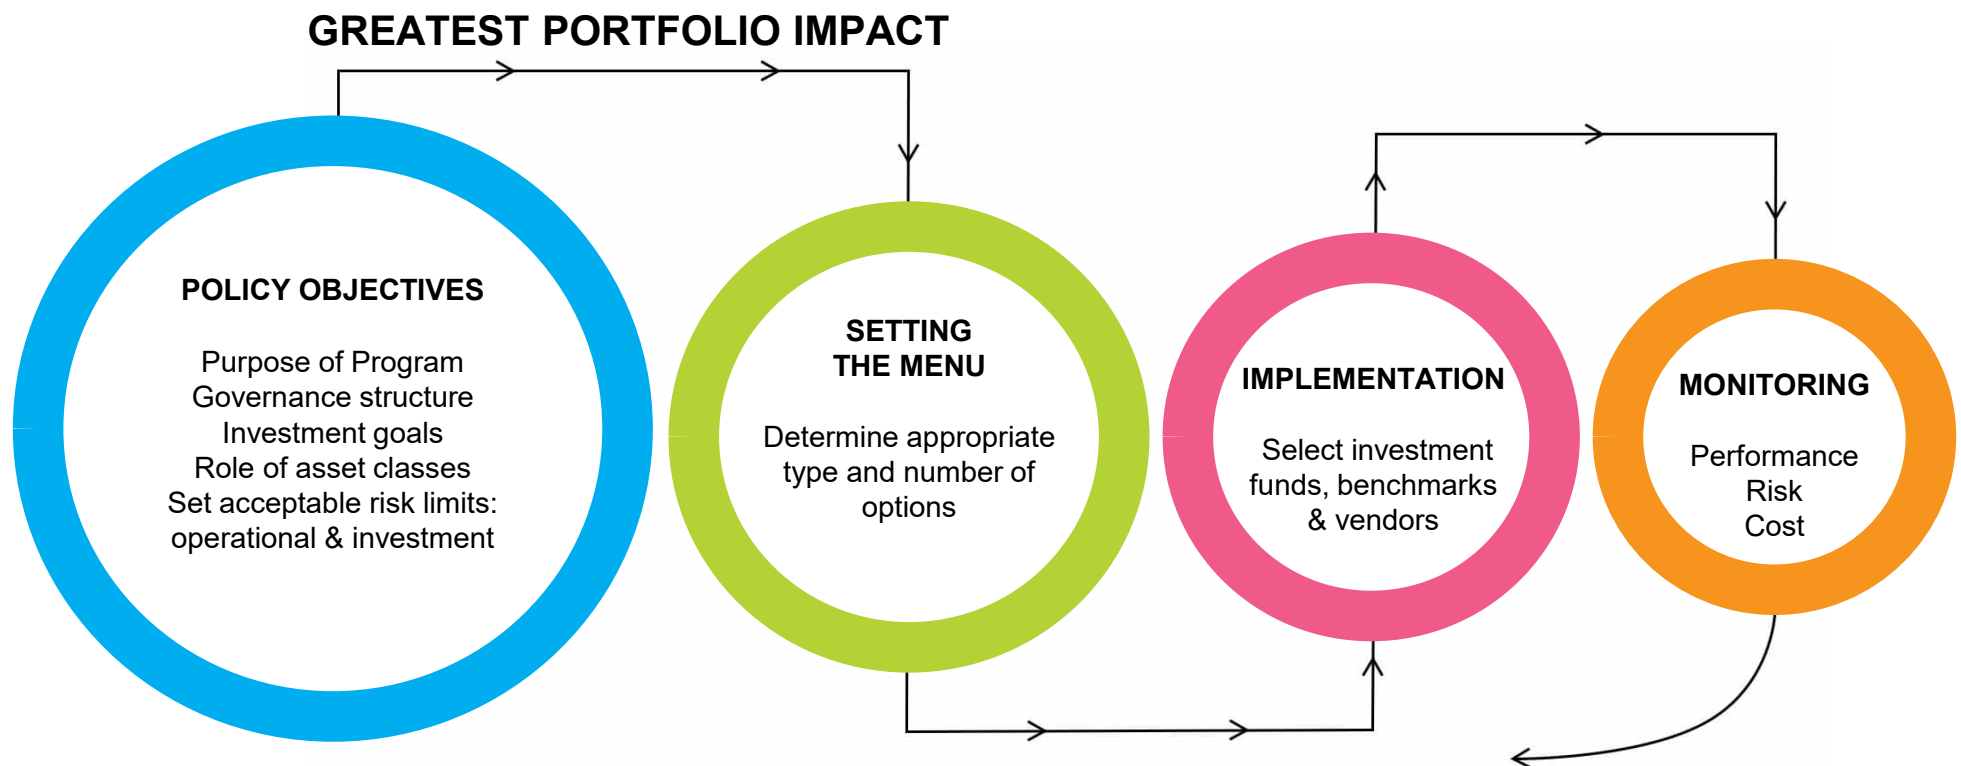 GREATEST PORTFOLIO IMPACT
POLICY OBJECTIVES
Purpose of Program
Governance structure
Investment goals
Role of asset classes
Set acceptable risk limits:
operational & investment
SETTING
THE MENU
Determine appropriate
type and number of
options
IMPLEMENTATION
Select investment
funds, benchmarks
& vendors
MONITORING
Performance
Risk
Cost